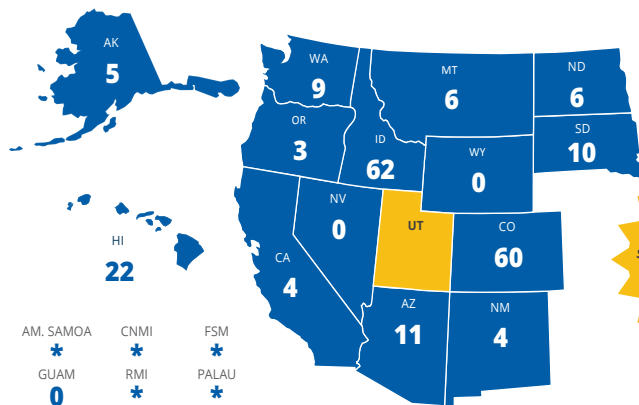 AK
5
WA
9
MT
6
ND
6
OR
3
ID
62
SD
10
WY
0
NV
0
UT
HI
22
CA
4
CO
60
AZ
11
NM
4
AM. SAMOA CNMI FSM
* * *
GUAM RMI PALAU
0 * *